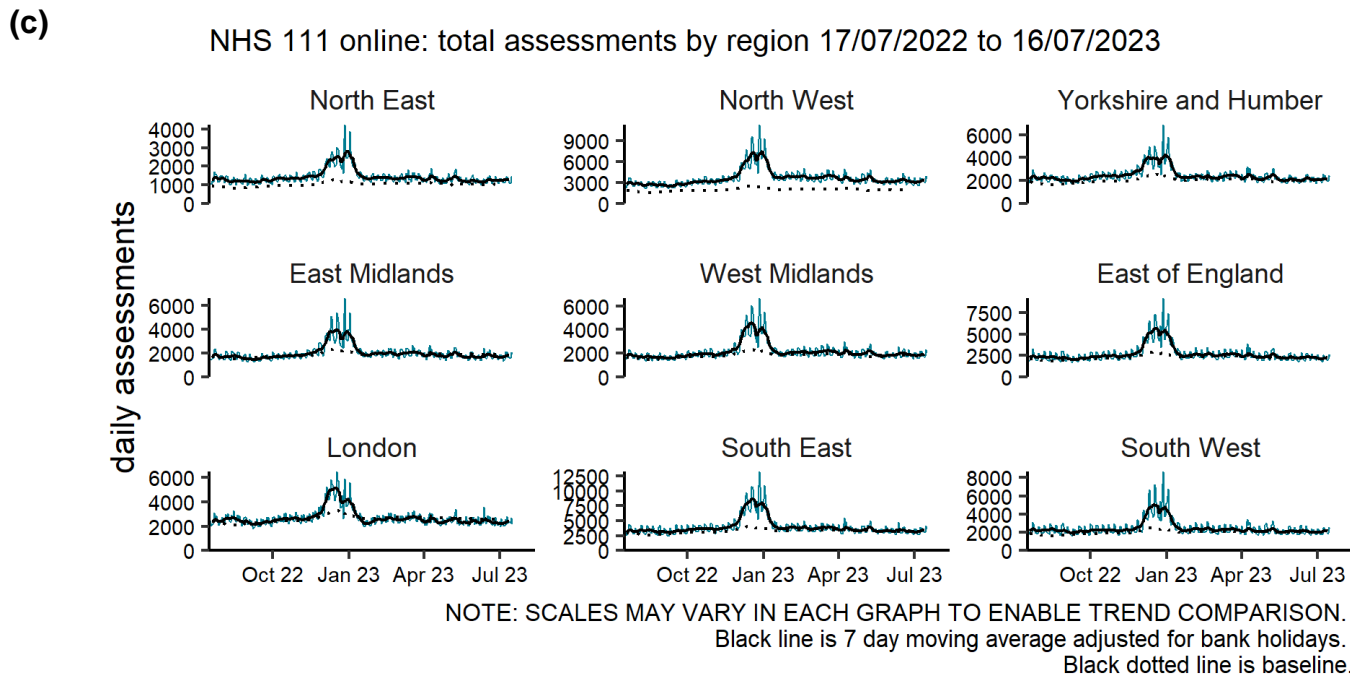 (c)
NHS 111 online: total assessments by region 17/07/2022 to 16/07/2023
daily assessments
North East
4000
3000
2000
1000
0
North West
9000
6000
3000
0
Yorkshire and Humber
6000
4000
2000
0
East Midlands
6000
4000
2000
0
West Midlands
6000
4000
2000
0
East of England
7500
5000
2500
0
London
6000
4000
2000
0
Oct 22 Jan 23 Apr 23 Jul 23
South East
12500
10000
7500
5000
2500
0
Oct 22 Jan 23 Apr 23 Jul 23
South West
8000
6000
4000
2000
0
Oct 22 Jan 23 Apr 23 Jul 23
NOTE: SCALES MAY VARY IN EACH GRAPH TO ENABLE TREND COMPARISON.
Black line is 7 day moving average adjusted for bank holidays.
Black dotted line is baseline.